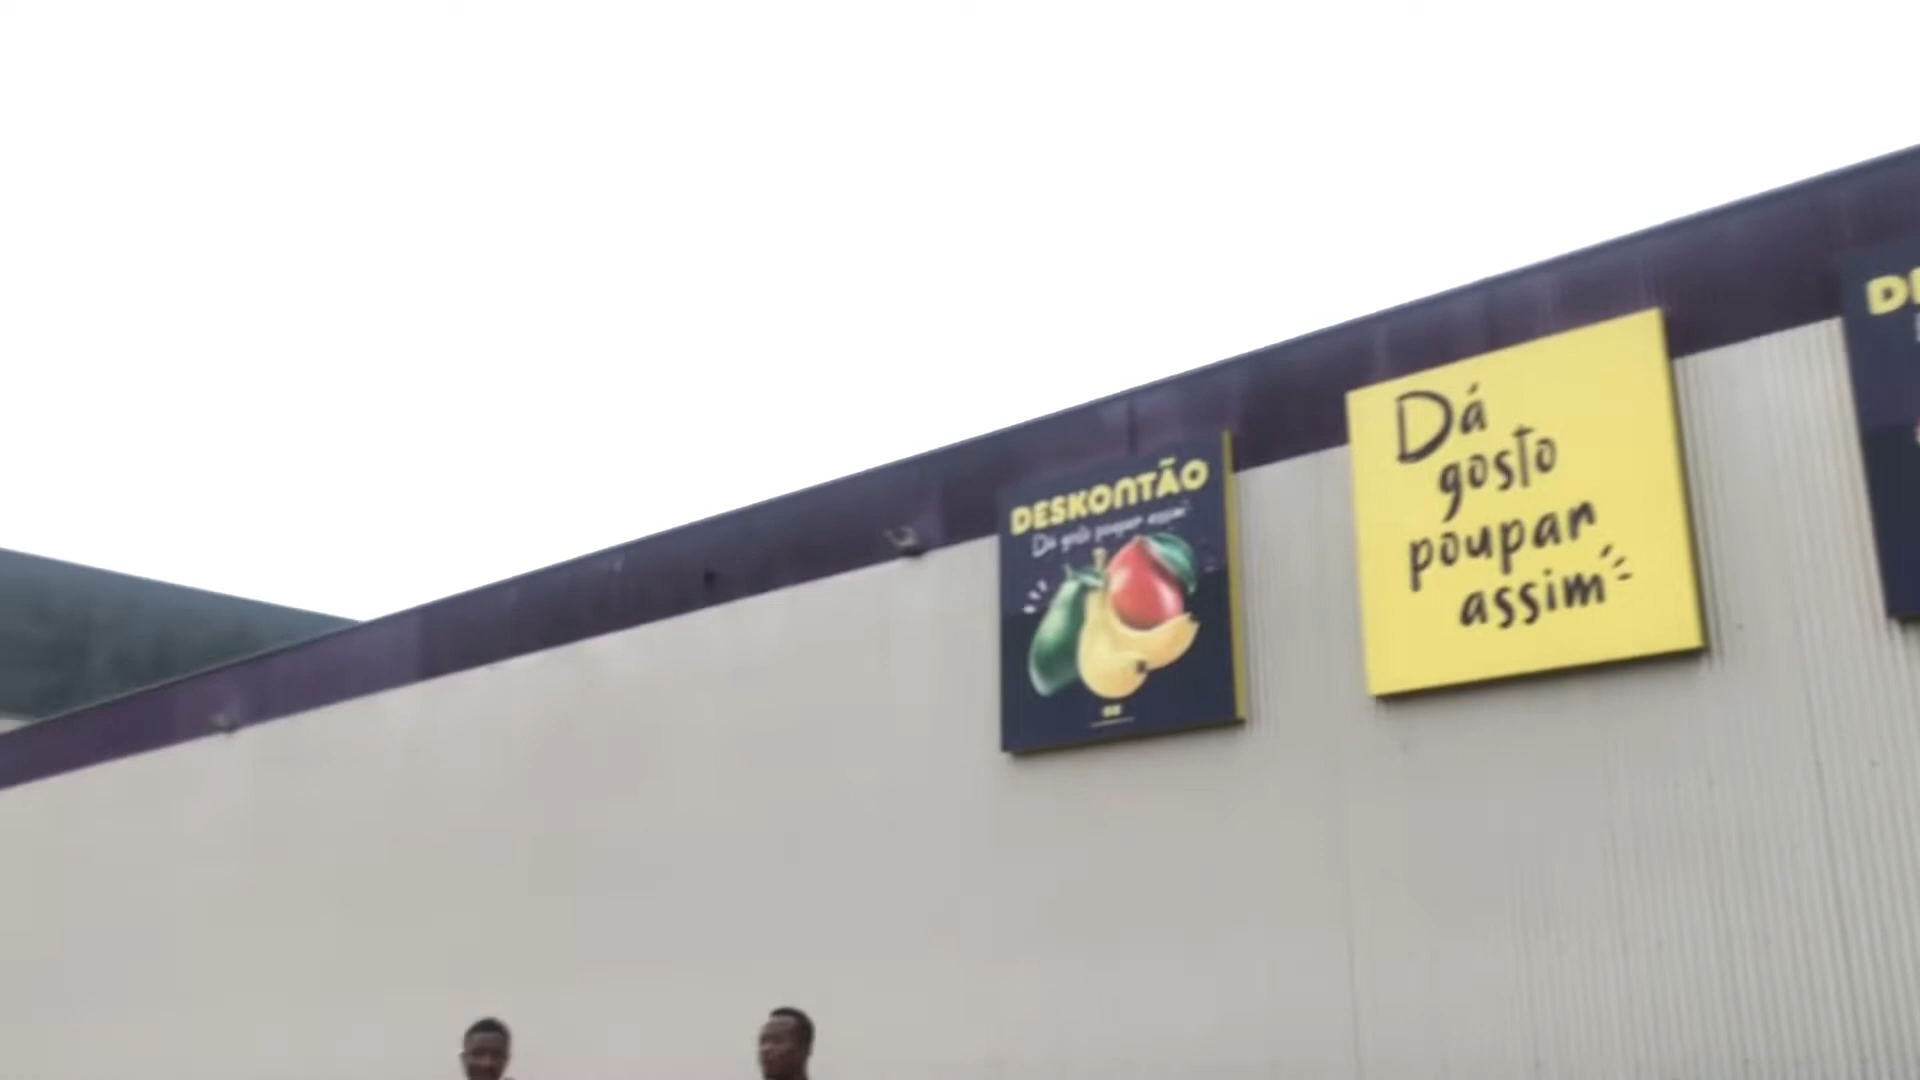 DESKONTÃO
Dá gosto poupar assim
Dá
gosto
poupar
assim